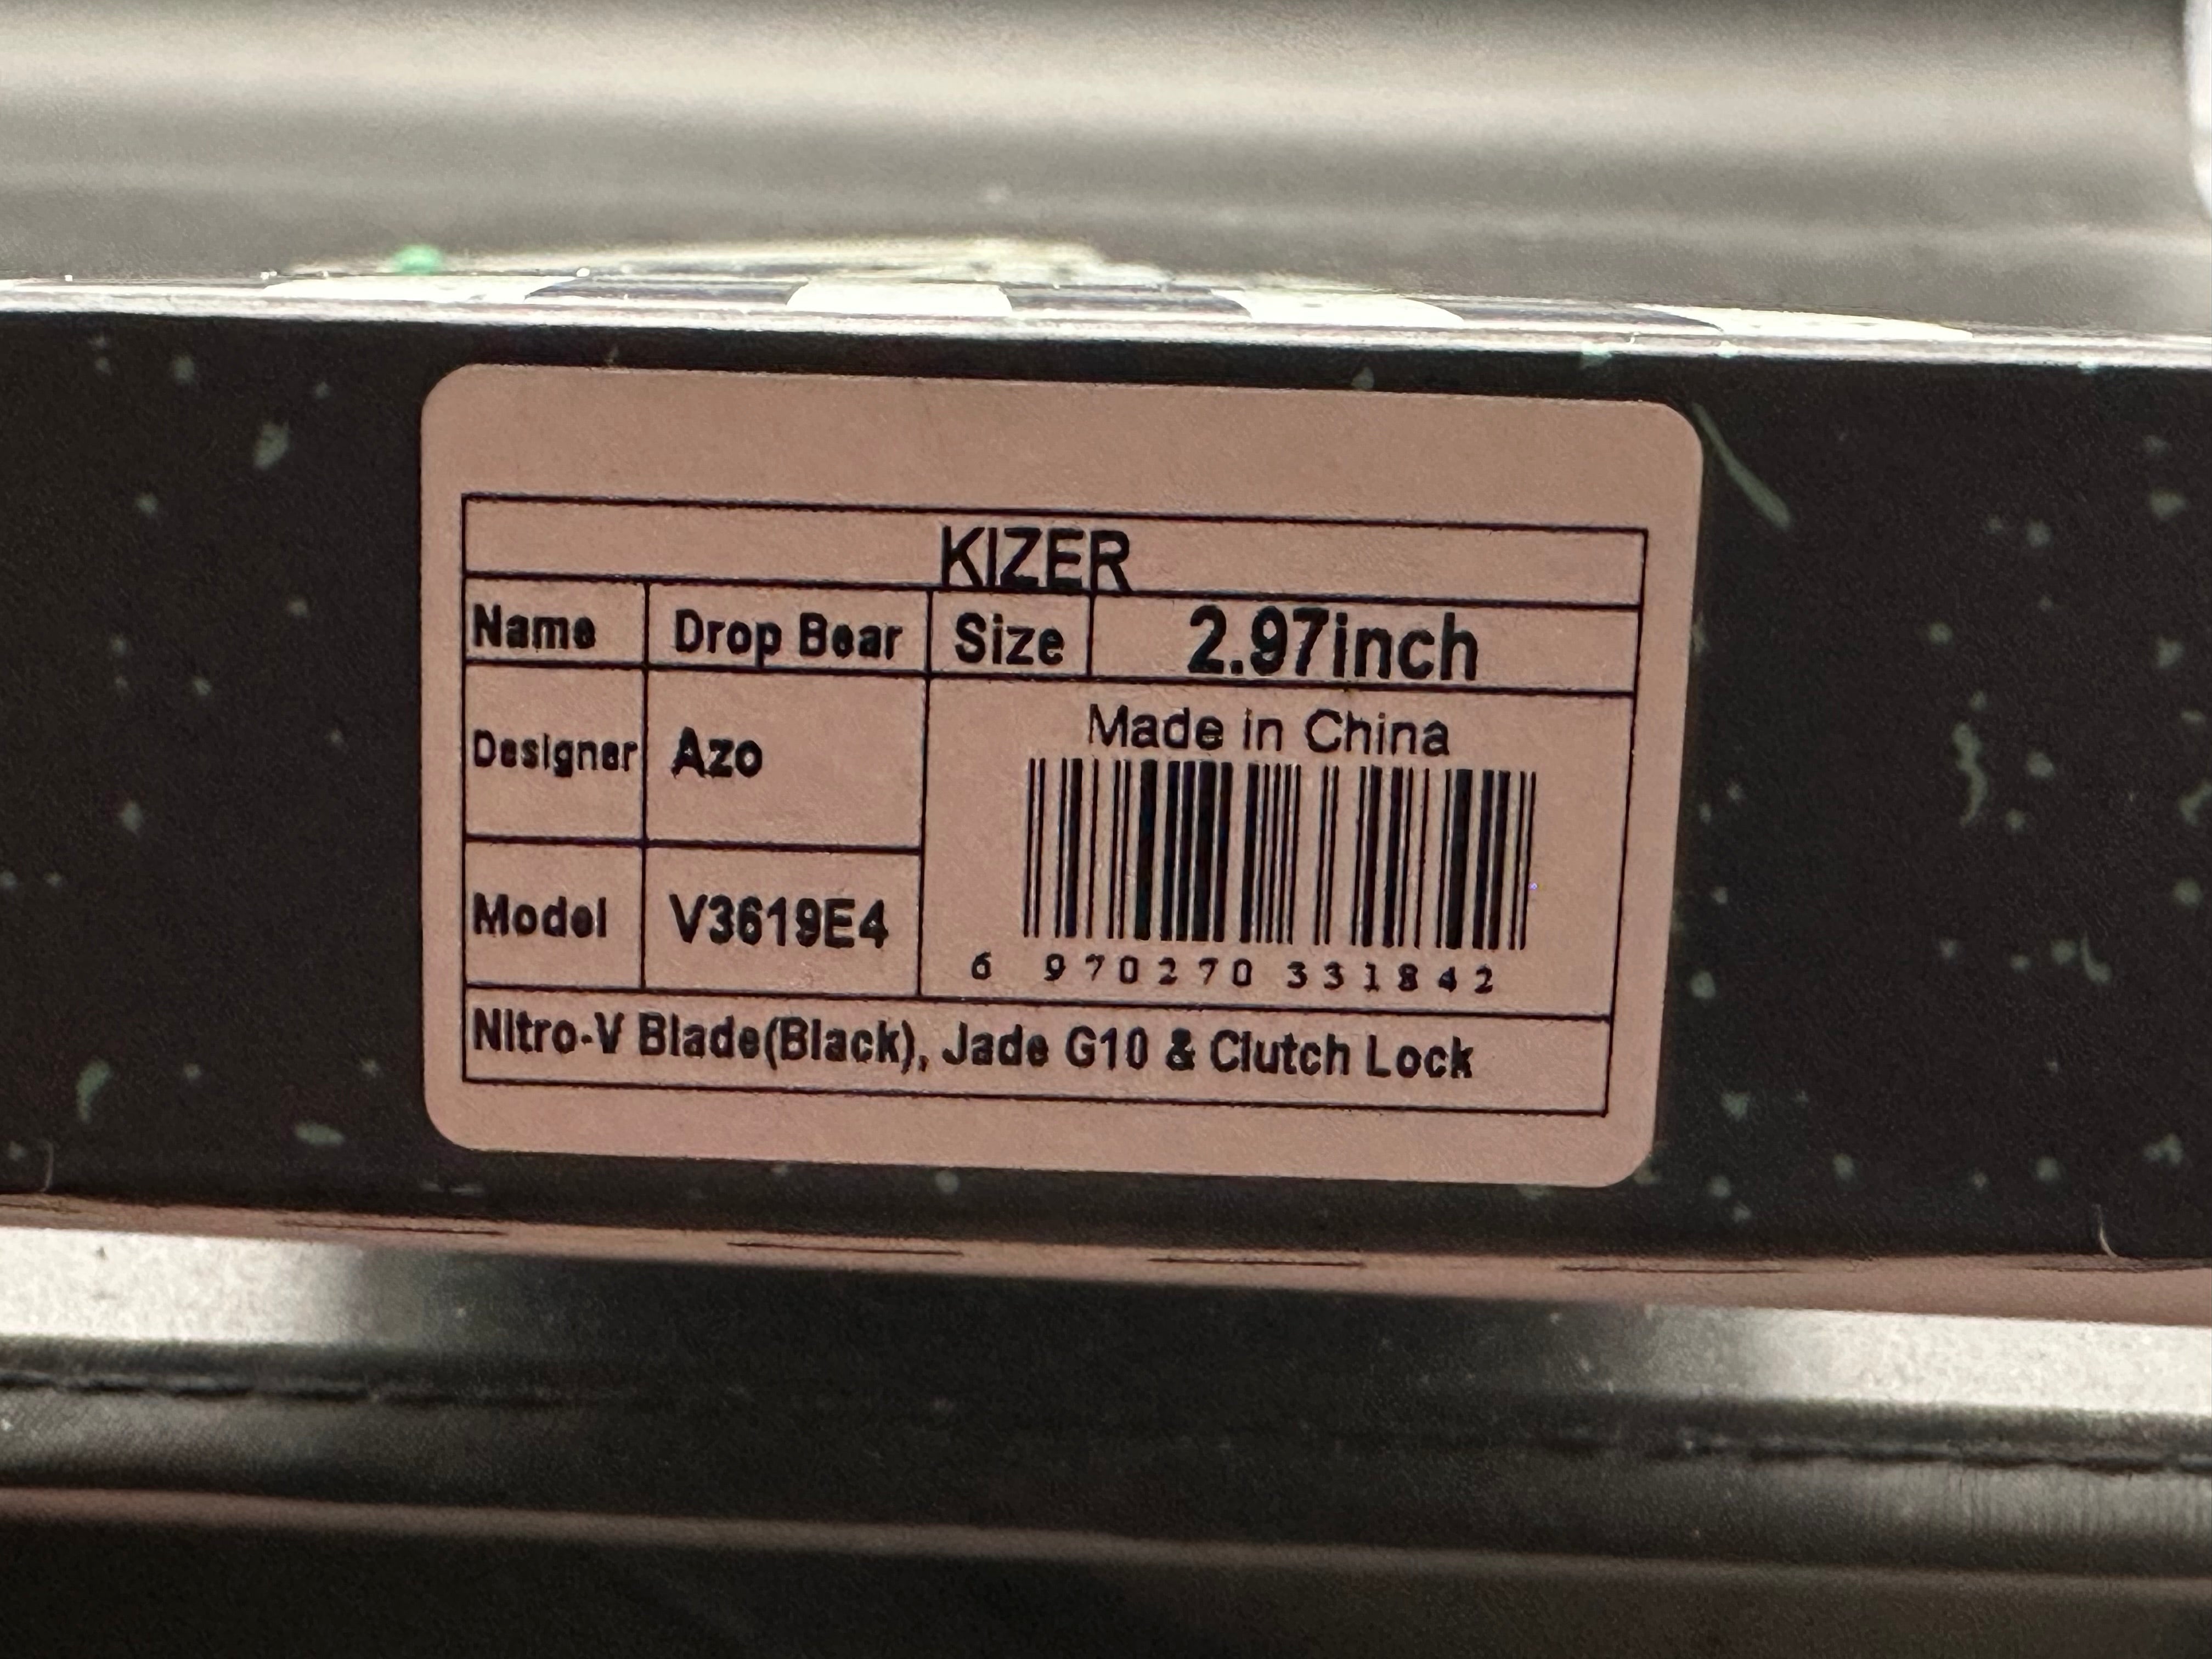 KIZER
Name Drop Bear Size 2.97inch
Made in China
Designer Azo
Model V3619E4
6 970270 331842
Nitro-V Blade(Black), Jade G10 & Clutch Lock